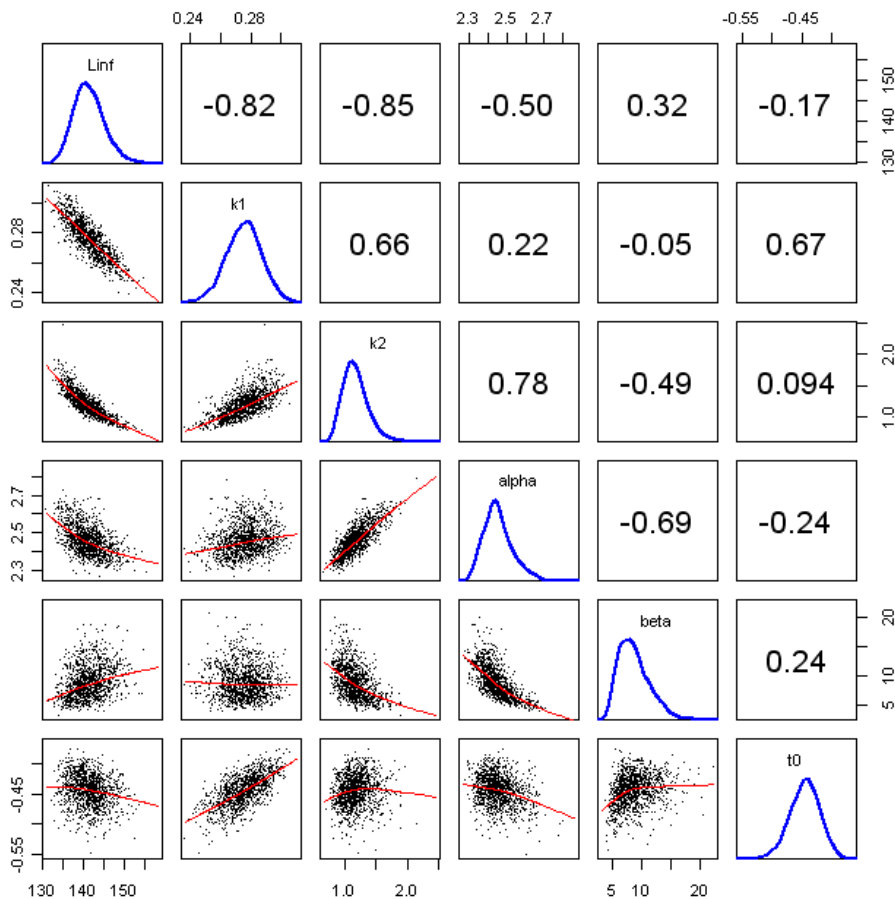 0.24 0.28 2.3 2.5 2.7 -0.55 -0.45
Linf -0.82 -0.85 -0.50 0.32 -0.17 130 140 150
0.24 0.28 k1 0.66 0.22 -0.05 0.67
k2 0.78 -0.49 0.094 1.0 2.0
2.3 2.5 2.7 alpha -0.69 -0.24
beta 0.24 5 10 20
-0.55 -0.45 t0
130 140 150 1.0 2.0 5 10 20